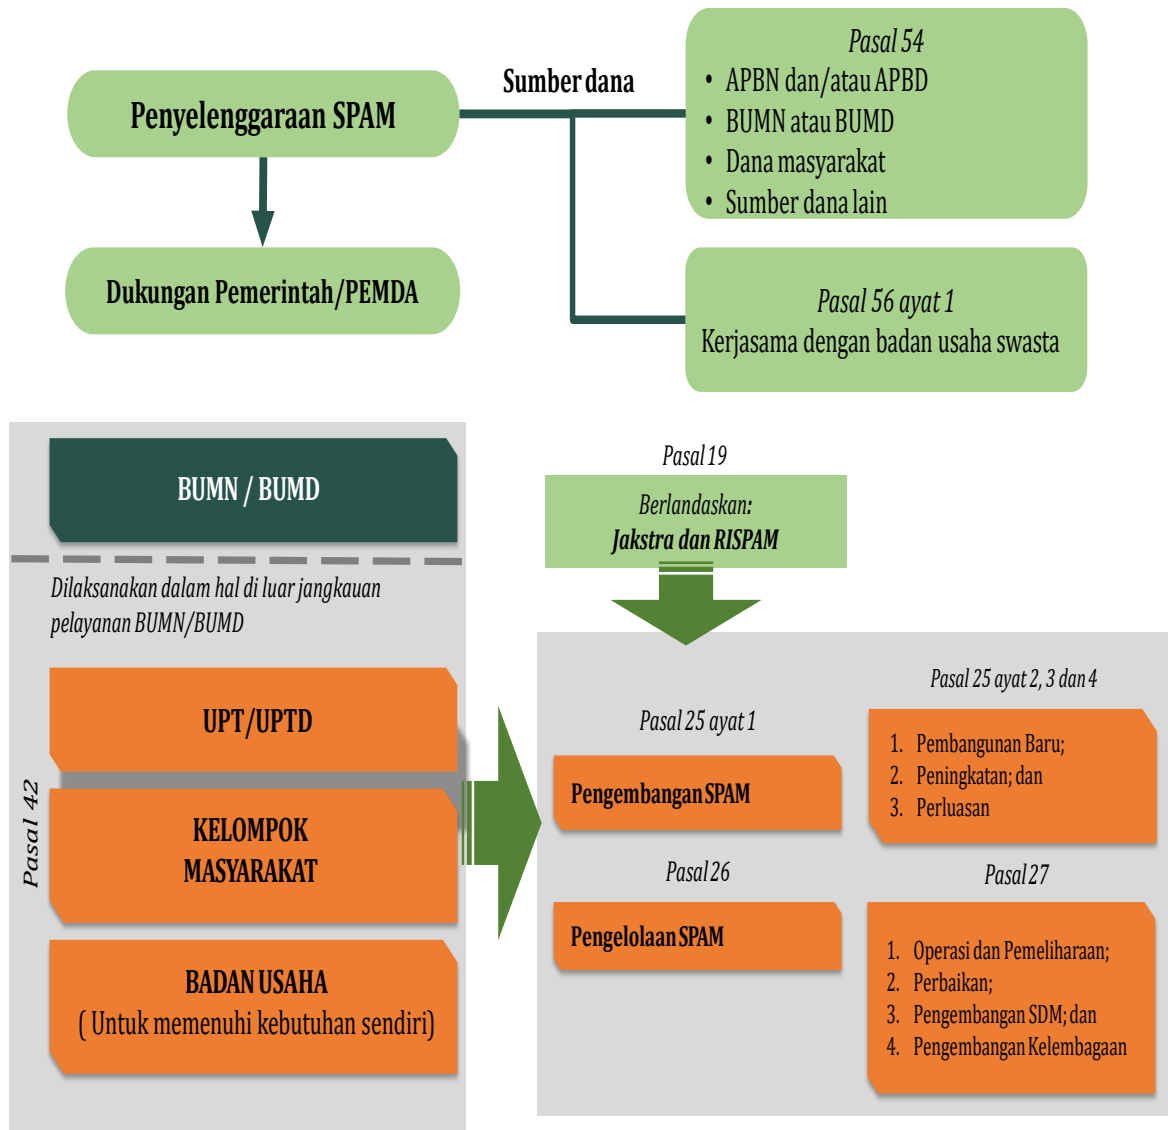 Penyelenggaraan SPAM
Sumber dana
Pasal 54
• APBN dan/atau APBD
• BUMN atau BUMD
• Dana masyarakat
• Sumber dana lain
Dukungan Pemerintah/PEMDA
Pasal 56 ayat 1
Kerjasama dengan badan usaha swasta
Pasal 42
BUMN / BUMD
Dilaksanakan dalam hal di luar jangkauan
pelayanan BUMN/BUMD
UPT/UPTD
KELOMPOK
MASYARAKAT
BADAN USAHA
( Untuk memenuhi kebutuhan sendiri)
Pasal 19
Berlandaskan:
Jakstra dan RISPAM
Pasal 25 ayat 1
Pengembangan SPAM
Pasal 25 ayat 2, 3 dan 4
1. Pembangunan Baru;
2. Peningkatan; dan
3. Perluasan
Pasal 26
Pengelolaan SPAM
Pasal 27
1. Operasi dan Pemeliharaan;
2. Perbaikan;
3. Pengembangan SDM; dan
4. Pengembangan Kelembagaan